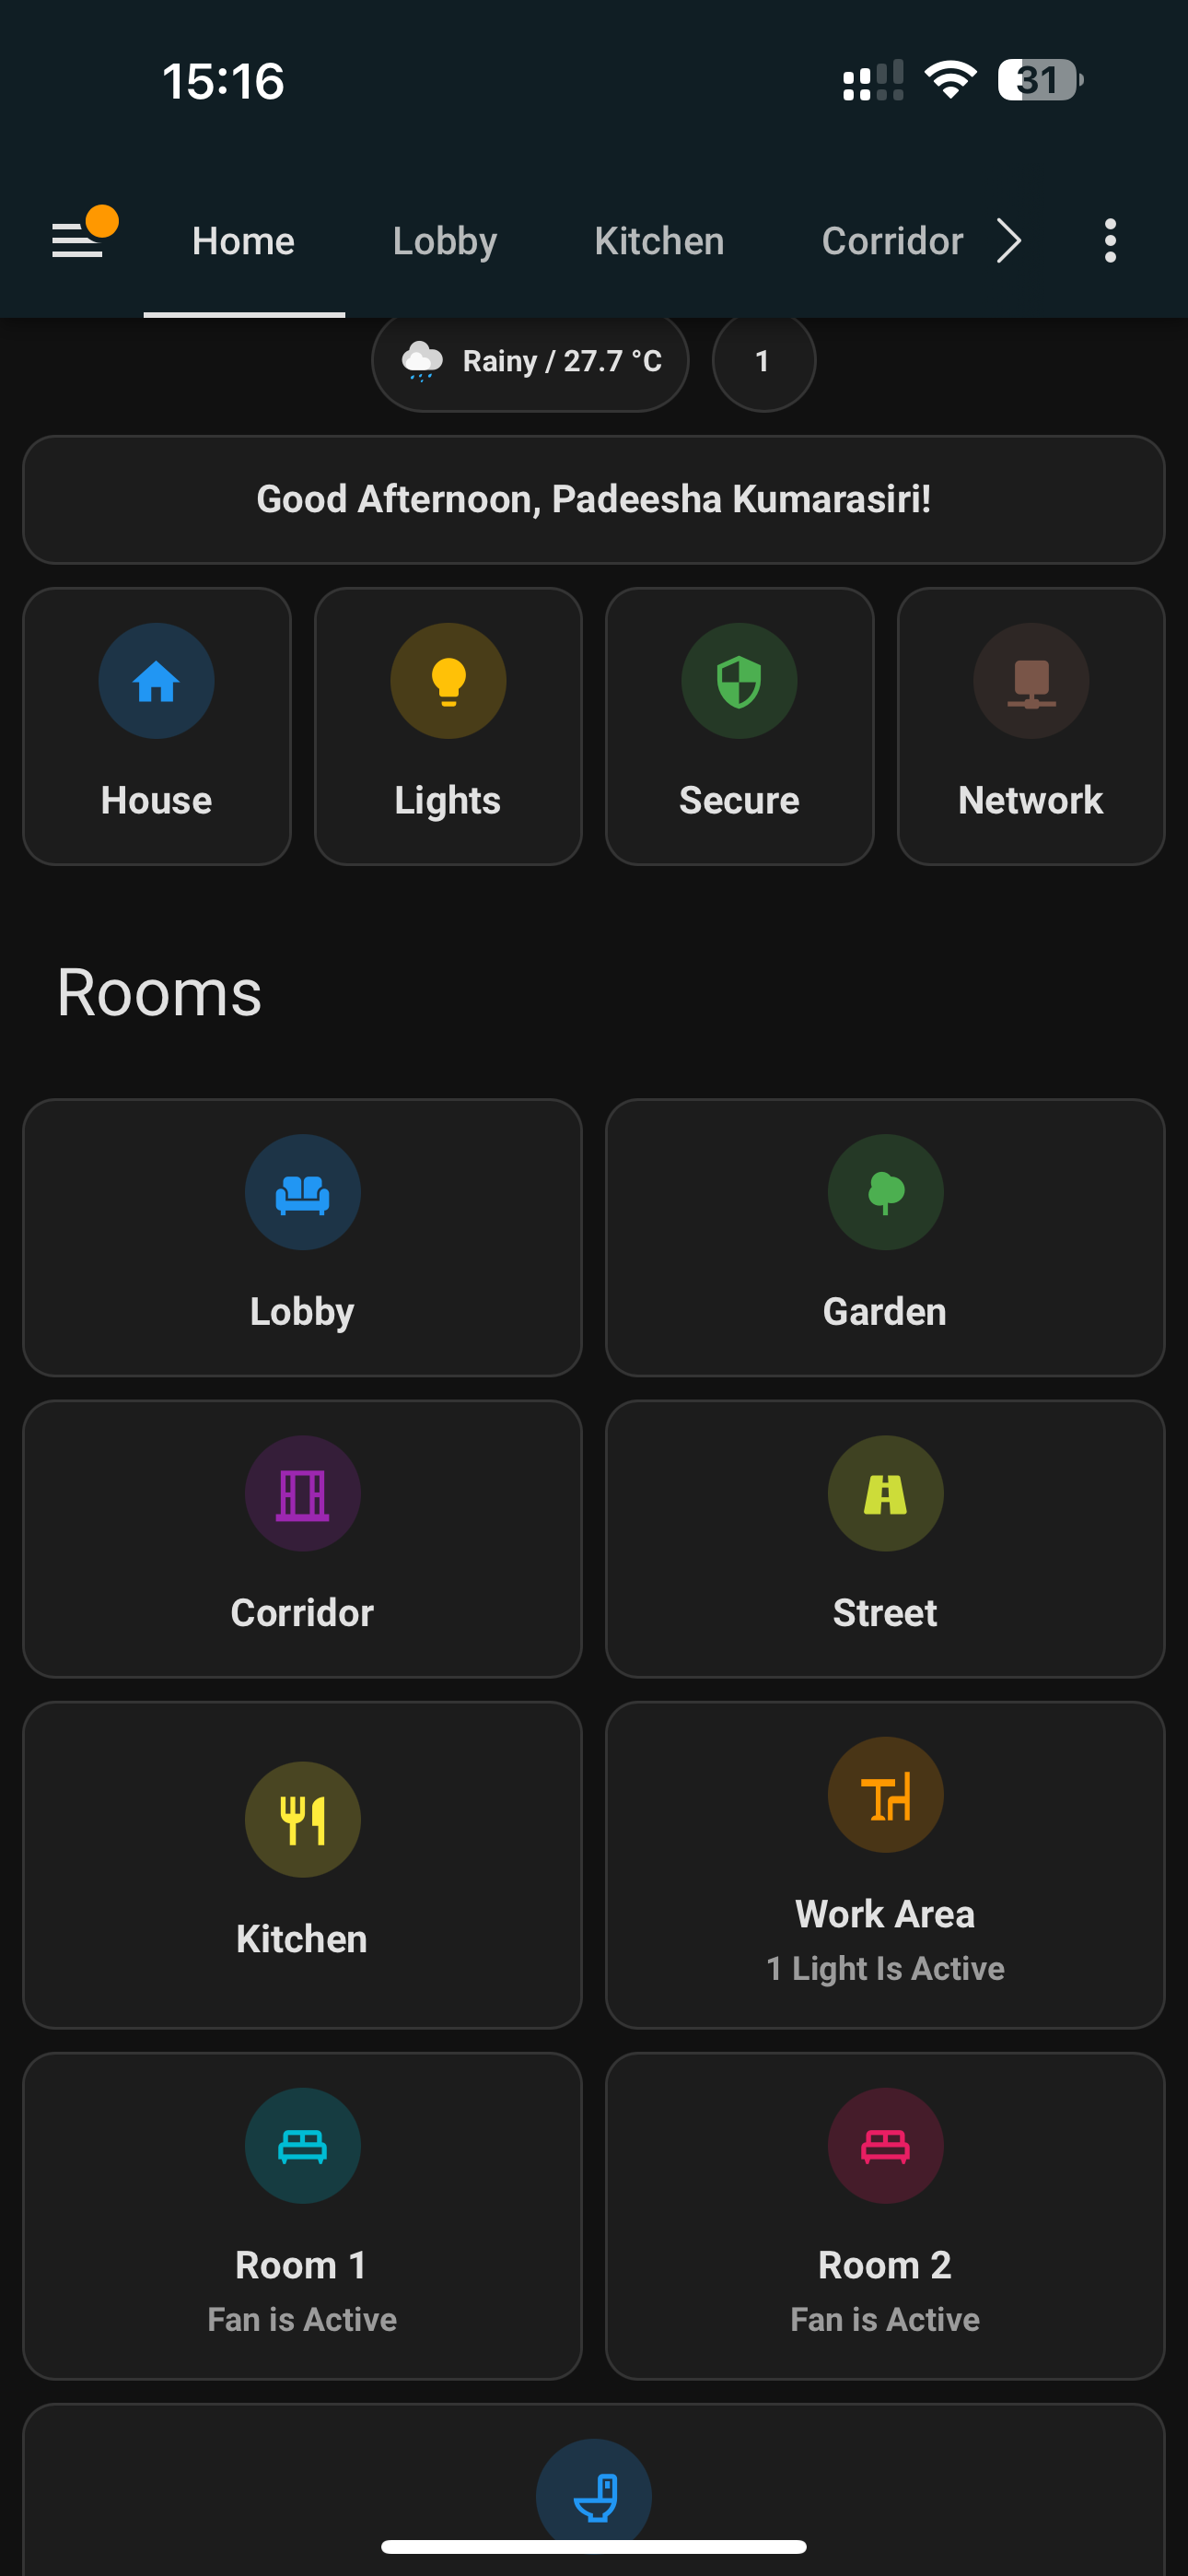 15:16
31
Home Lobby Kitchen Corridor
Rainy / 27.7 °C 1
Good Afternoon, Padeesha Kumarasiri!
House Lights Secure Network
Rooms
Lobby Garden
Corridor Street
Kitchen Work Area
1 Light Is Active
Room 1 Room 2
Fan is Active Fan is Active